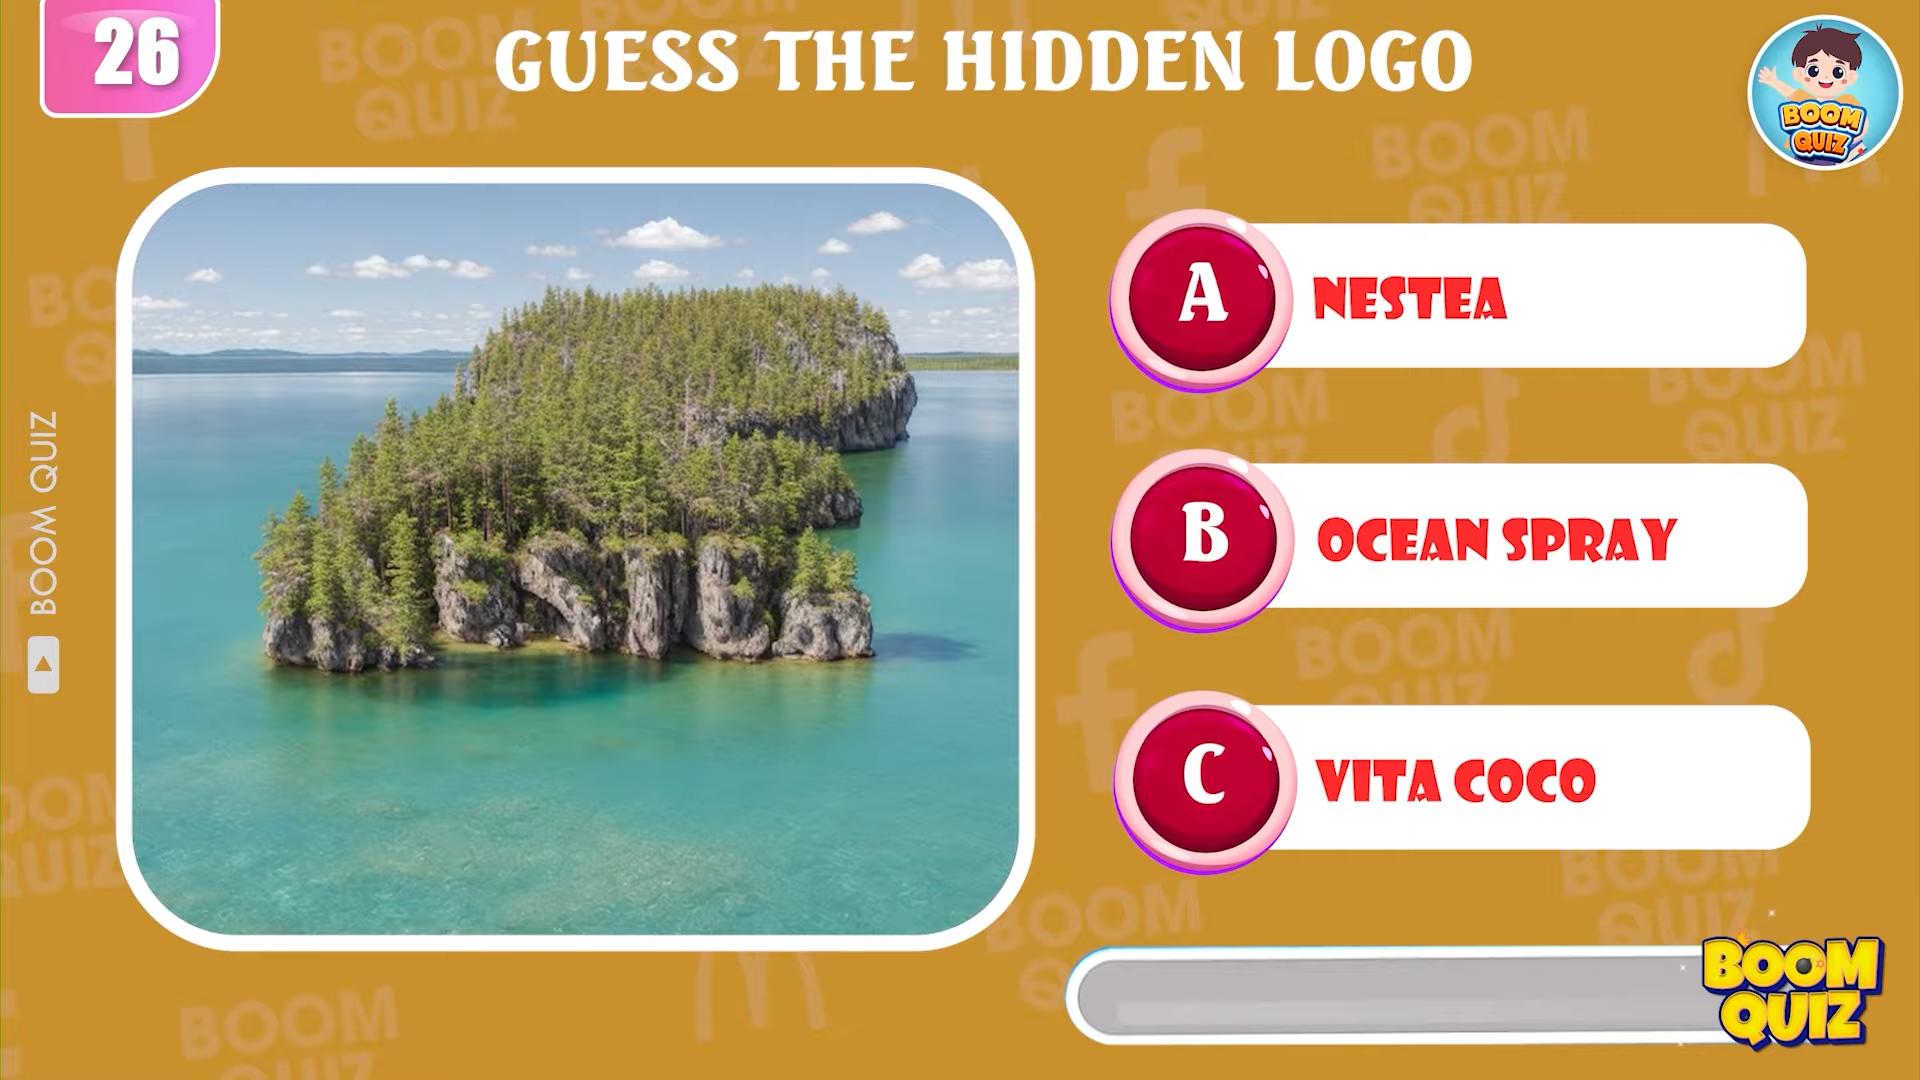 26
GUESS THE HIDDEN LOGO
BOOM
QUIZ
A
NESTEA
B
OCEAN SPRAY
C
VITA COCO
BOOM QUIZ
BOOM
QUIZ